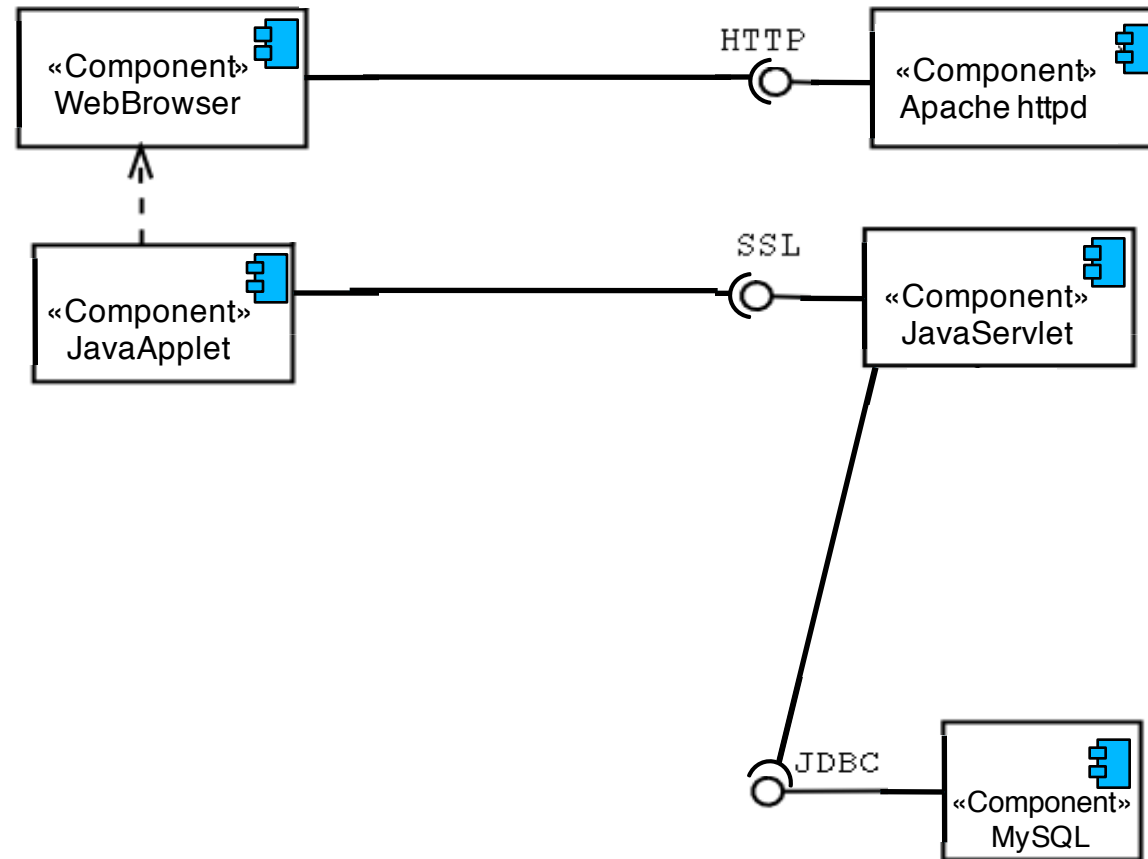 HTTP
«Component»
WebBrowser
«Component»
Apache httpd
SSL
«Component»
JavaApplet
«Component»
JavaServlet
JDBC
«Component»
MySQL